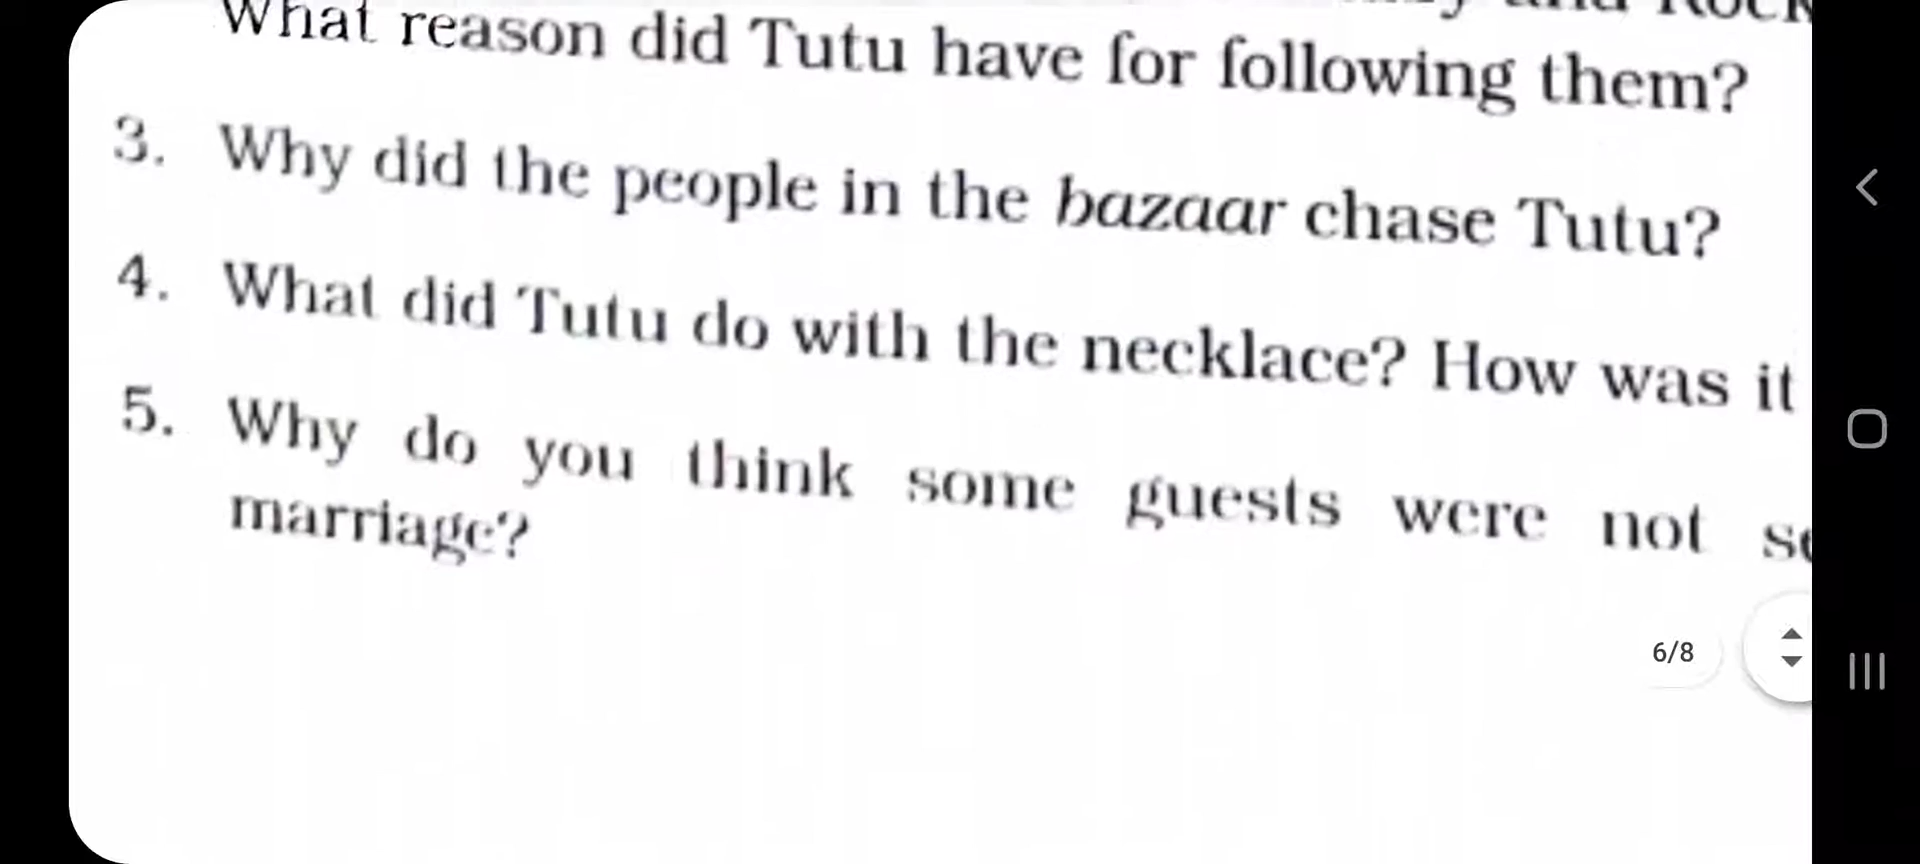 What reason did Tutu have for following them?
3. Why did the people in the bazaar chase Tutu?
4. What did Tutu do with the necklace? How was it
5. Why do you think some guests were not
marriage?
6/8